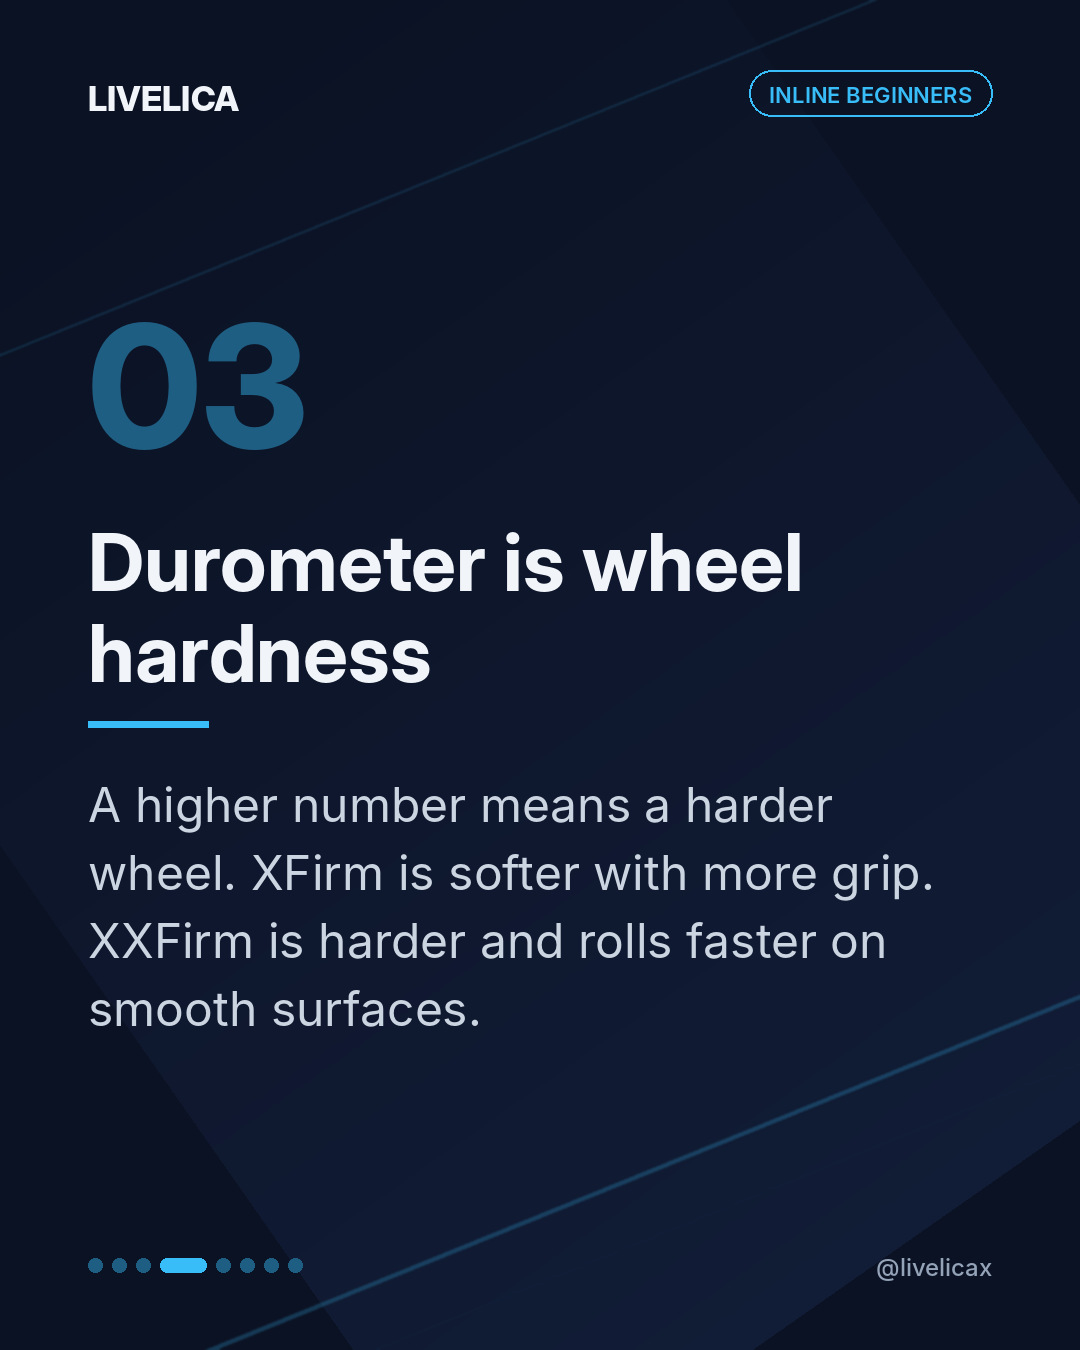 LIVELICA
INLINE BEGINNERS
03
Durometer is wheel
hardness
A higher number means a harder
wheel. XFirm is softer with more grip.
XXFirm is harder and rolls faster on
smooth surfaces.
@livelicax